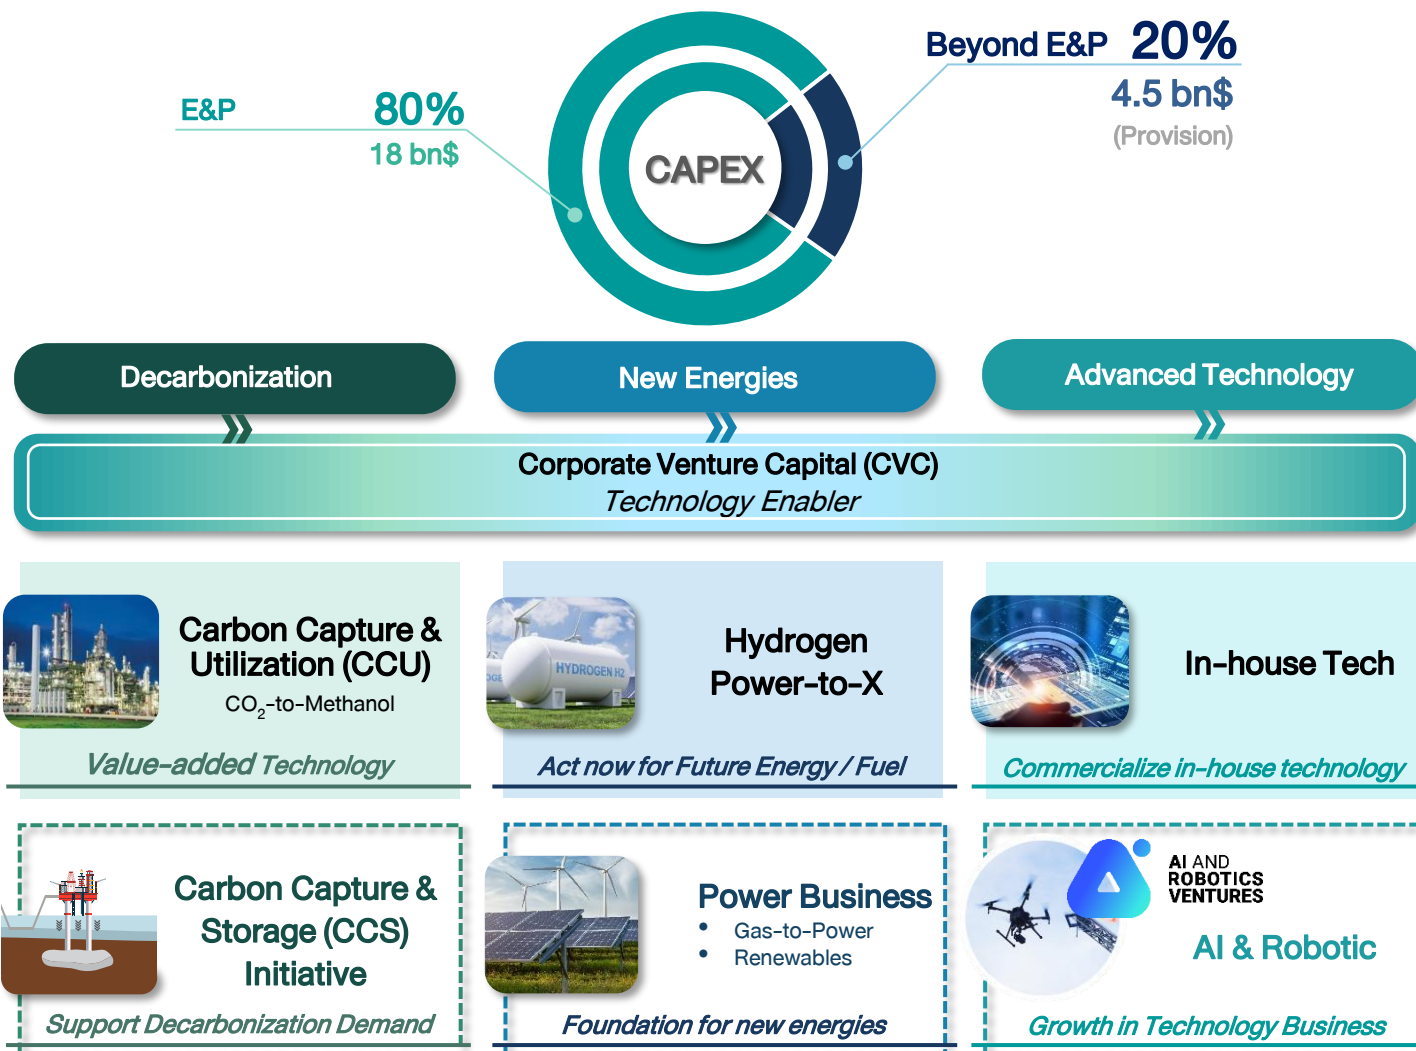 E&P 80%
18 bn$
Beyond E&P 20%
4.5 bn$
(Provision)
CAPEX
Decarbonization
New Energies
Advanced Technology
Corporate Venture Capital (CVC)
Technology Enabler
Carbon Capture &
Utilization (CCU)
CO₂-to-Methanol
Value-added Technology
HYDROGEN H2
Hydrogen
Power-to-X
Act now for Future Energy / Fuel
In-house Tech
Commercialize in-house technology
Carbon Capture &
Storage (CCS)
Initiative
Support Decarbonization Demand
Power Business
• Gas-to-Power
• Renewables
Foundation for new energies
AI AND
ROBOTICS
VENTURES
AI & Robotic
Growth in Technology Business